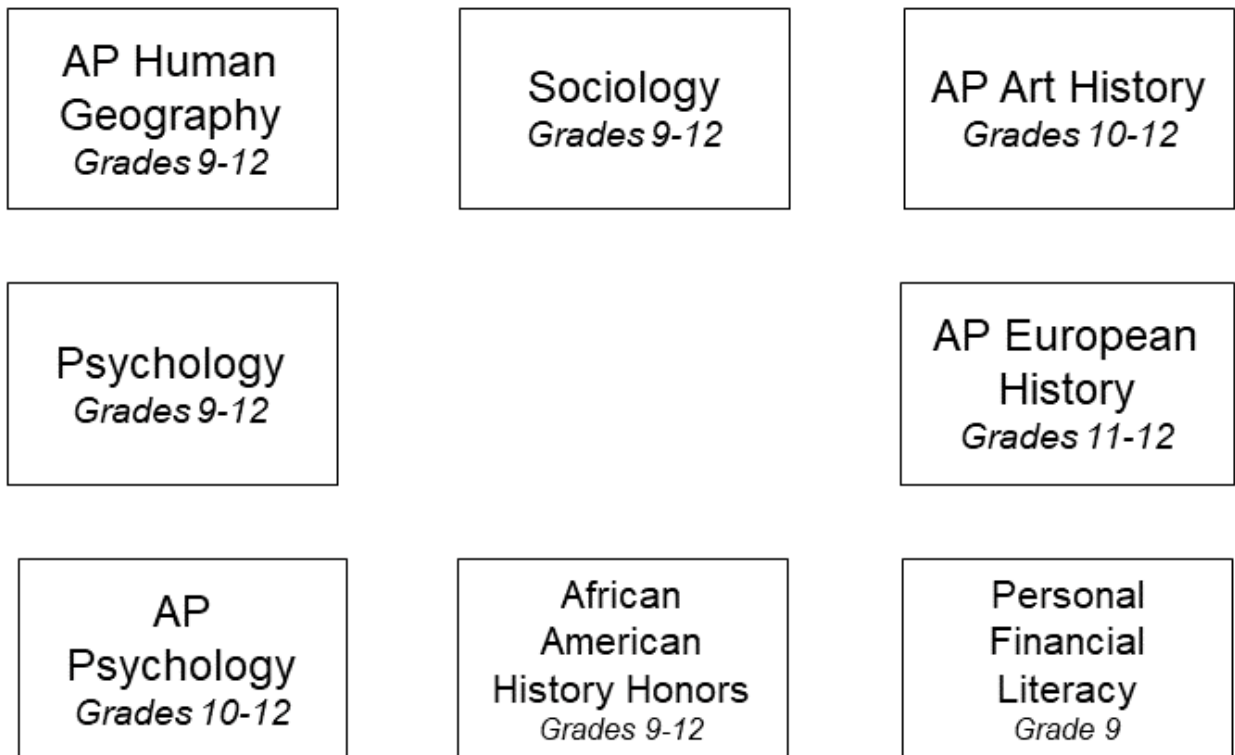 AP Human
Geography
Grades 9-12
Sociology
Grades 9-12
AP Art History
Grades 10-12
Psychology
Grades 9-12
AP European
History
Grades 11-12
AP
Psychology
Grades 10-12
African
American
History Honors
Grades 9-12
Personal
Financial
Literacy
Grade 9